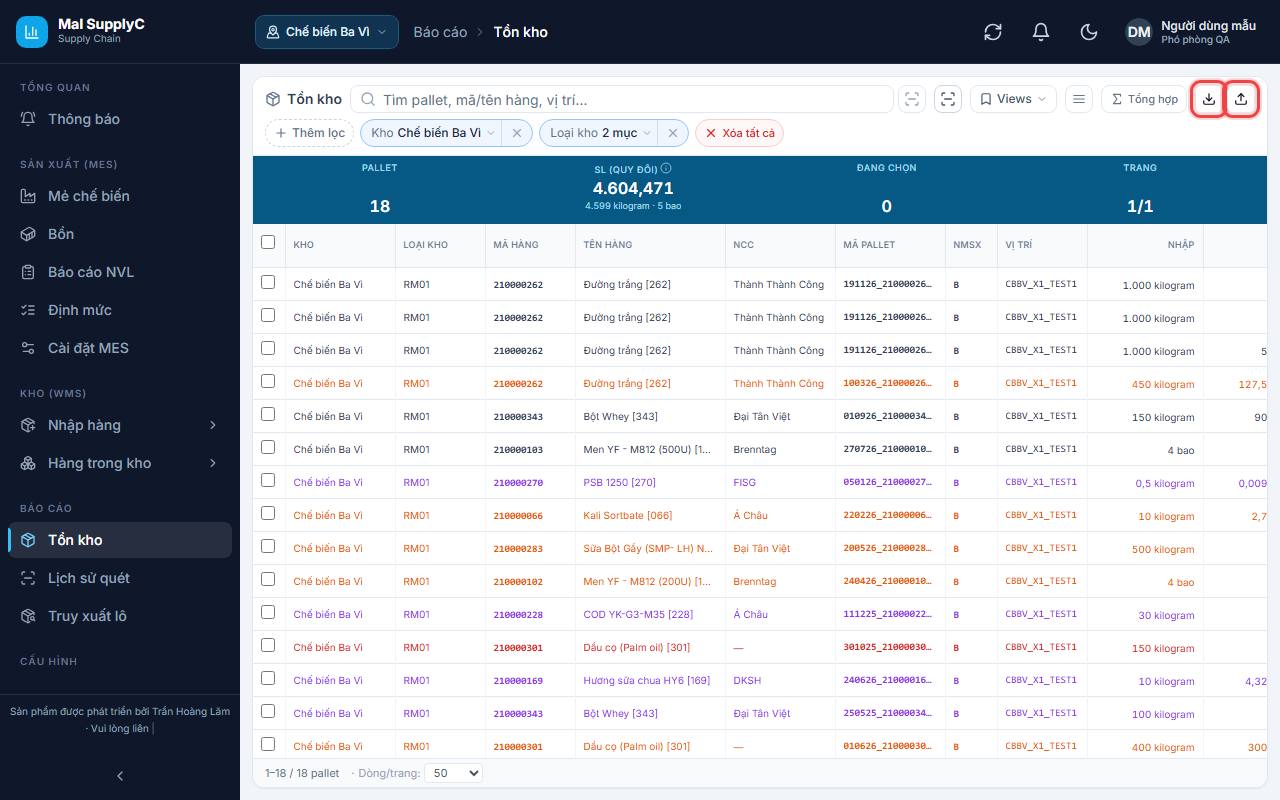 Mal SupplyC
Supply Chain
Chế biến Ba Vì
Báo cáo
Tồn kho
DM
Người dùng mẫu
Phó phòng QA
TỔNG QUAN
Thông báo
SẢN XUẤT (MES)
Mẻ chế biến
Bồn
Báo cáo NVL
Định mức
Cài đặt MES
KHO (WMS)
Nhập hàng
Hàng trong kho
BÁO CÁO
Tồn kho
Lịch sử quét
Truy xuất lô
CẤU HÌNH
Sản phẩm được phát triển bởi Trần Hoàng Lâm
· Vui lòng liên
Tồn kho
Tìm pallet, mã/tên hàng, vị trí...
Views
Σ Tổng hợp
Thêm lọc
Kho Chế biến Ba Vì
Loại kho 2 mục
Xóa tất cả
PALLET
18
SL (QUY ĐỔI)
4.604,471
4.599 kilogram · 5 bao
ĐANG CHỌN
0
TRANG
1/1
KHO LOẠI KHO MÃ HÀNG TÊN HÀNG NCC MÃ PALLET NMSX VỊ TRÍ NHẬP
Chế biến Ba Vì RM01 210000262 Đường trắng [262] Thành Thành Công 191126_21000026… B CBBV_X1_TEST1 1.000 kilogram
Chế biến Ba Vì RM01 210000262 Đường trắng [262] Thành Thành Công 191126_21000026… B CBBV_X1_TEST1 1.000 kilogram
Chế biến Ba Vì RM01 210000262 Đường trắng [262] Thành Thành Công 191126_21000026… B CBBV_X1_TEST1 1.000 kilogram 5
Chế biến Ba Vì RM01 210000262 Đường trắng [262] Thành Thành Công 100326_21000026… B CBBV_X1_TEST1 450 kilogram 127,5
Chế biến Ba Vì RM01 210000343 Bột Whey [343] Đại Tân Việt 010926_21000034… B CBBV_X1_TEST1 150 kilogram 90
Chế biến Ba Vì RM01 210000103 Men YF - M812 (500U) [1… Brenntag 270726_21000010… B CBBV_X1_TEST1 4 bao
Chế biến Ba Vì RM01 210000270 PSB 1250 [270] FISG 050126_21000027… B CBBV_X1_TEST1 0,5 kilogram 0,009
Chế biến Ba Vì RM01 210000066 Kali Sortbate [066] Á Châu 220226_21000006… B CBBV_X1_TEST1 10 kilogram 2,7
Chế biến Ba Vì RM01 210000283 Sữa Bột Gầy (SMP- LH) N… Đại Tân Việt 200526_21000028… B CBBV_X1_TEST1 500 kilogram
Chế biến Ba Vì RM01 210000102 Men YF - M812 (200U) [1… Brenntag 240426_21000010… B CBBV_X1_TEST1 4 bao
Chế biến Ba Vì RM01 210000228 COD YK-G3-M35 [228] Á Châu 111225_21000022… B CBBV_X1_TEST1 30 kilogram
Chế biến Ba Vì RM01 210000301 Dầu cọ (Palm oil) [301] — 301025_21000030… B CBBV_X1_TEST1 150 kilogram
Chế biến Ba Vì RM01 210000169 Hương sữa chua HY6 [169] DKSH 240626_21000016… B CBBV_X1_TEST1 10 kilogram 4,32
Chế biến Ba Vì RM01 210000343 Bột Whey [343] Đại Tân Việt 250525_21000034… B CBBV_X1_TEST1 100 kilogram
Chế biến Ba Vì RM01 210000301 Dầu cọ (Palm oil) [301] — 010626_21000030… B CBBV_X1_TEST1 400 kilogram 300
1–18 / 18 pallet · Dòng/trang: 50